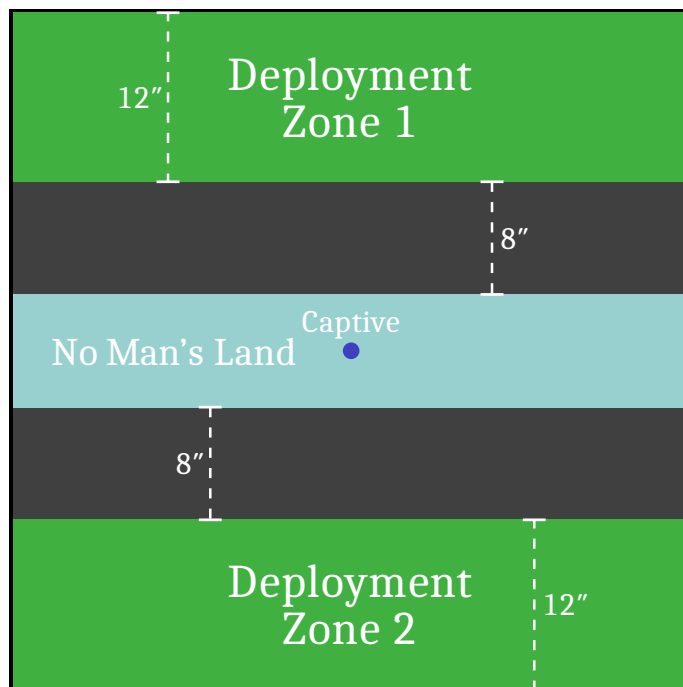 Deployment
Zone 1
12″
8″
Captive
No Man’s Land
8″
Deployment
Zone 2
12″